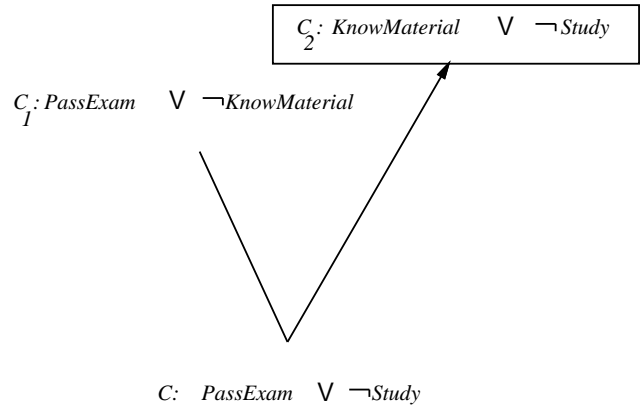 C2: KnowMaterial V ¬Study
C1: PassExam V ¬KnowMaterial
C: PassExam V ¬Study